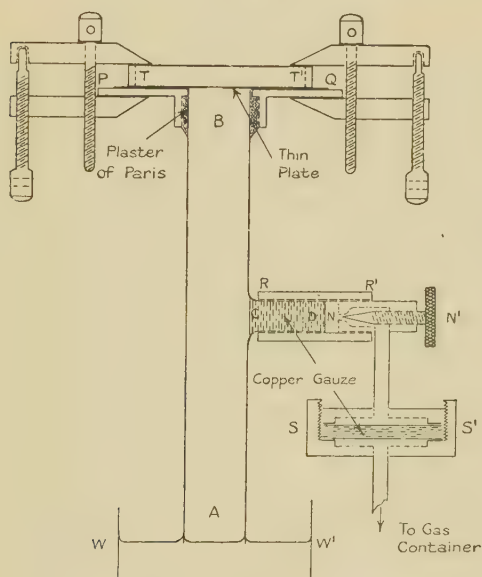 P T T' Q
B
Plaster
of Paris
Thin
Plate
R R'
C D N N'
Copper Gauze
S S'
A
W W'
To Gas
Container